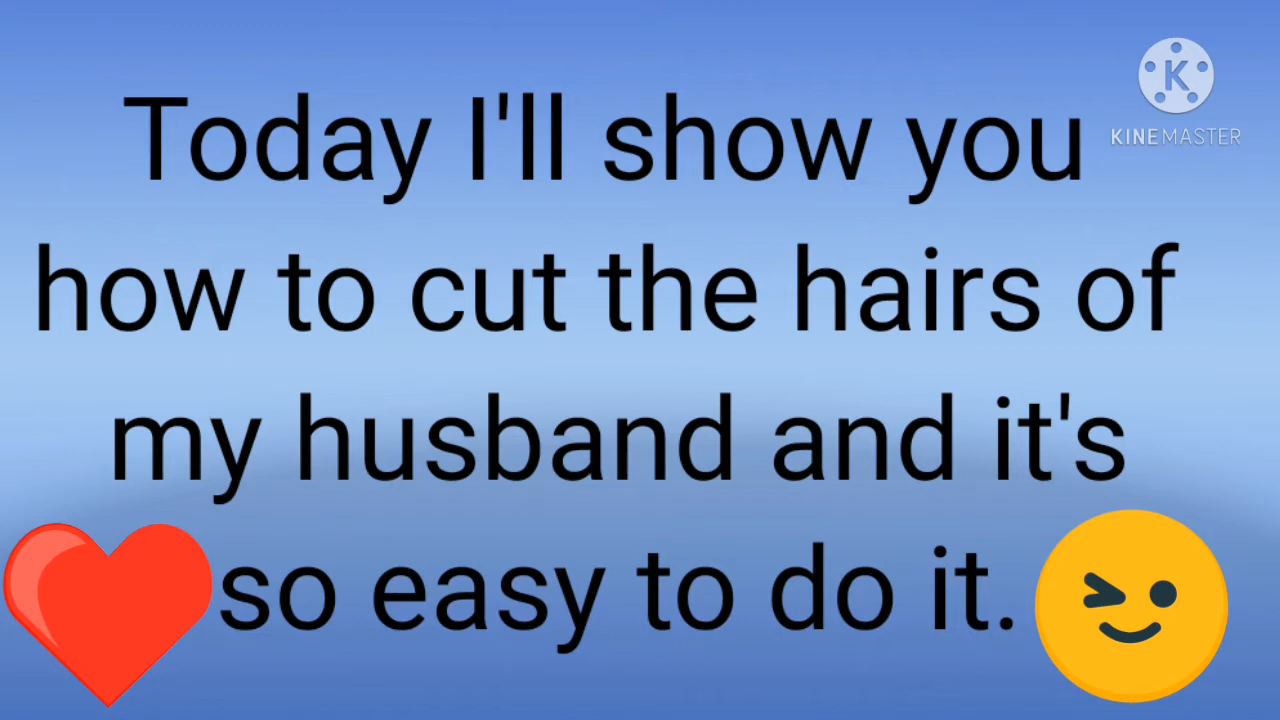 Today I'll show you
how to cut the hairs of
my husband and it's
so easy to do it.
K
KINEMASTER